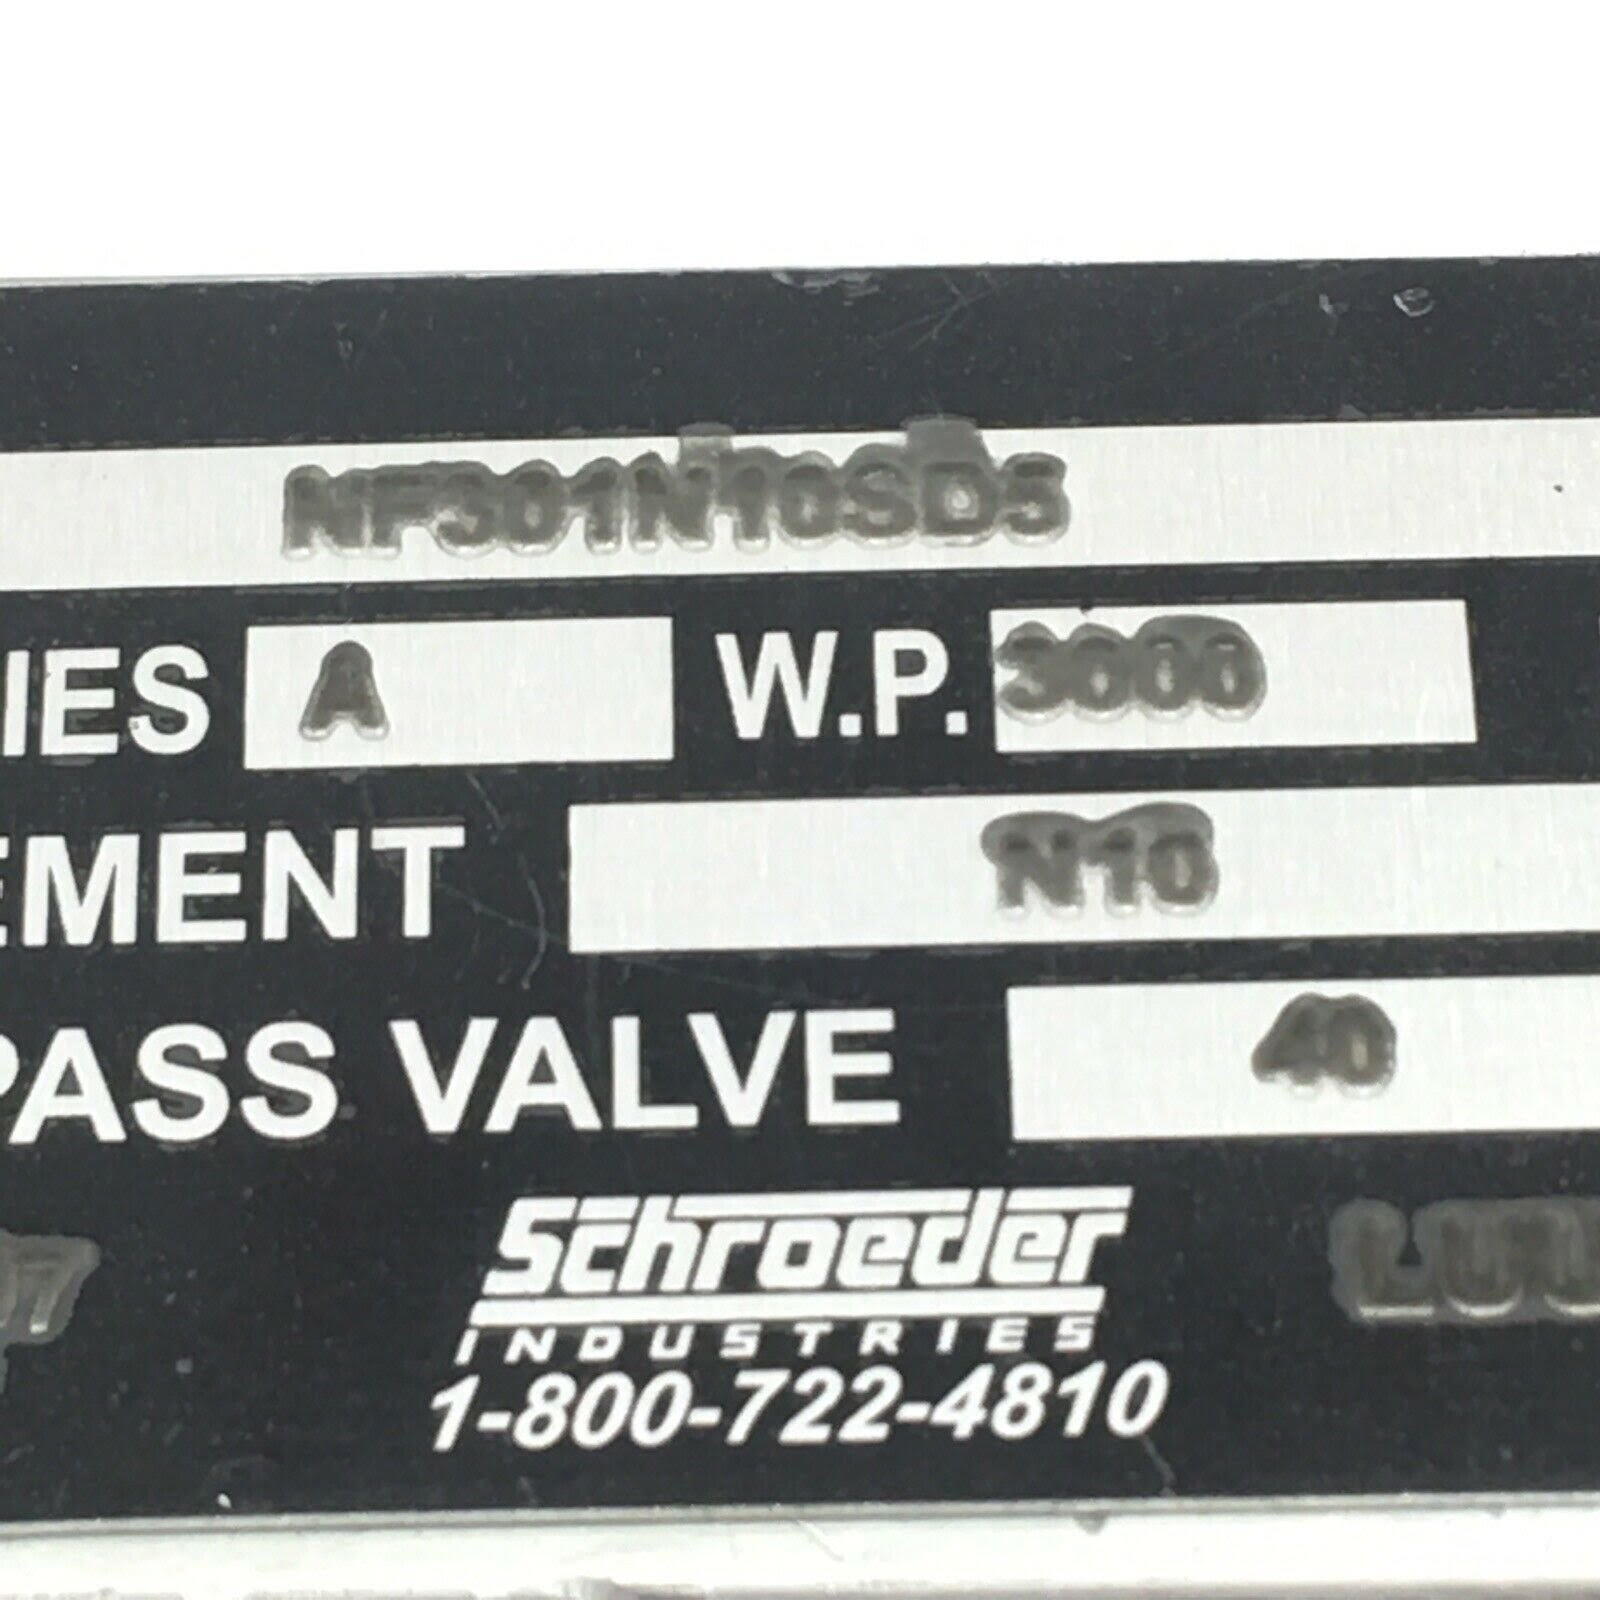 NF301N10SD5
IES A W.P. 3000
EMENT N10
PASS VALVE 40
Schroeder
INDUSTRIES
1-800-722-4810